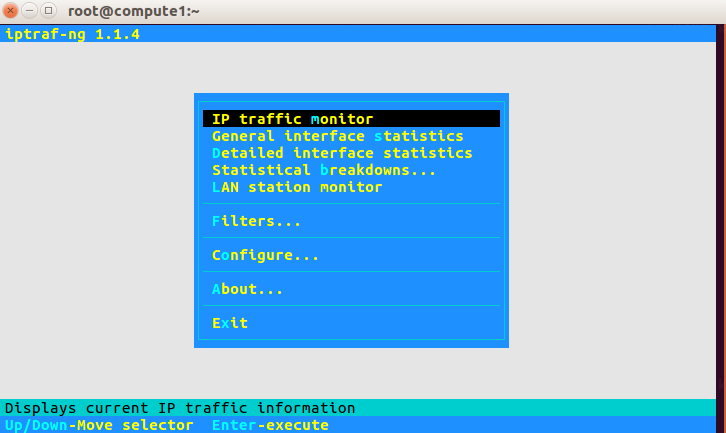 root@compute1:~
iptraf-ng 1.1.4
IP traffic monitor
General interface statistics
Detailed interface statistics
Statistical breakdowns...
LAN station monitor
Filters...
Configure...
About...
Exit
Displays current IP traffic information
Up/Down-Move selector  Enter-execute